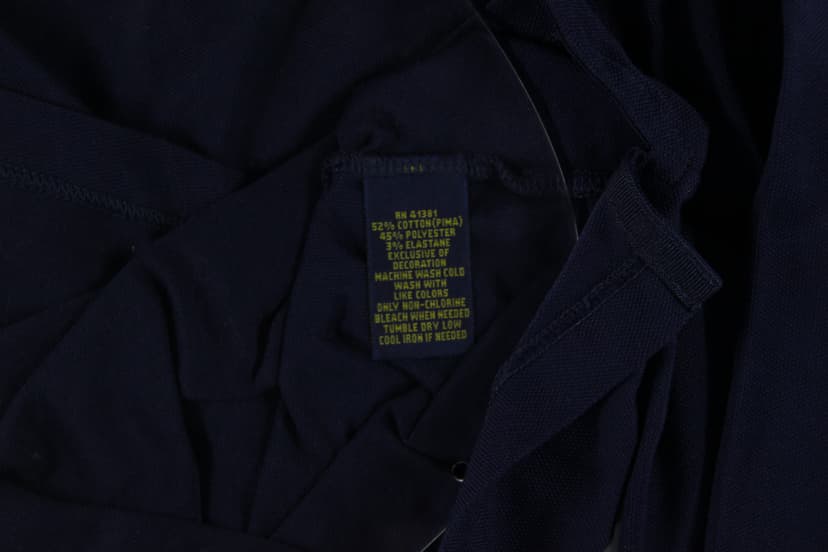 RN 41381
52% COTTON(PIMA)
45% POLYESTER
3% ELASTANE
EXCLUSIVE OF
DECORATION
MACHINE WASH COLD
WASH WITH
LIKE COLORS
ONLY NON-CHLORINE
BLEACH WHEN NEEDED
TUMBLE DRY LOW
COOL IRON IF NEEDED